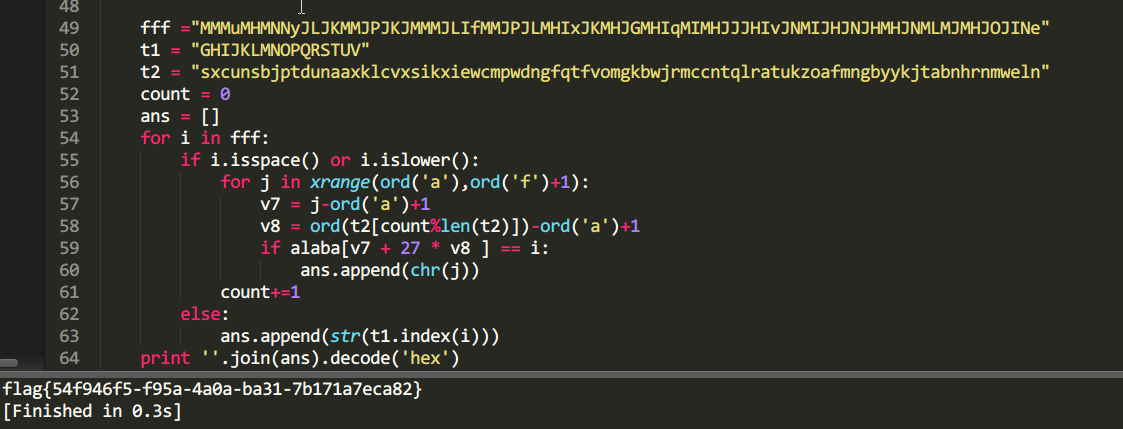 48
49 fff ="MMMuMHMNNyJLJKMMJPJKJMMMJLIfMMJPJLMHIxJKMHJGMHIqMIMHJJJHIvJNMIJHJNJHMHJNMLMJMHJOJINe"
50 t1 = "GHIJKLMNOPQRSTUV"
51 t2 = "sxcunsbjptdunaaxklcvxsikxiewcmpwdngfqtfvomgkbwjrmccntqlratukzoafmngbyykjtabnhrnmweln"
52 count = 0
53 ans = []
54 for i in fff:
55 if i.isspace() or i.islower():
56 for j in xrange(ord('a'),ord('f')+1):
57 v7 = j-ord('a')+1
58 v8 = ord(t2[count%len(t2)])-ord('a')+1
59 if alaba[v7 + 27 * v8 ] == i:
60 ans.append(chr(j))
61 count+=1
62 else:
63 ans.append(str(t1.index(i)))
64 print ''.join(ans).decode('hex')
flag{54f946f5-f95a-4a0a-ba31-7b171a7eca82}
[Finished in 0.3s]